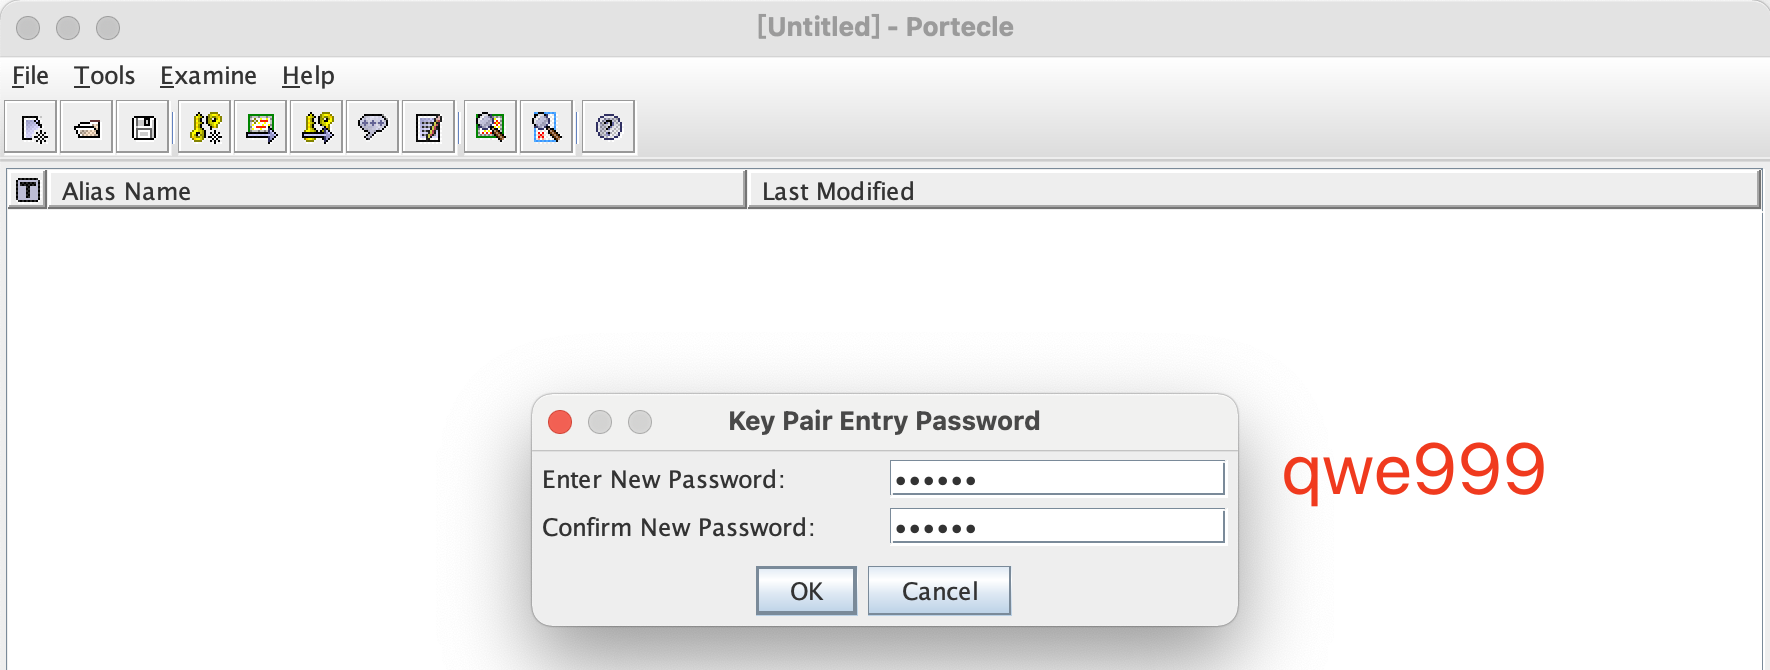 [Untitled] - Portecle
File Tools Examine Help
T Alias Name Last Modified
Key Pair Entry Password
Enter New Password: ••••••
qwe999
Confirm New Password: ••••••
OK Cancel